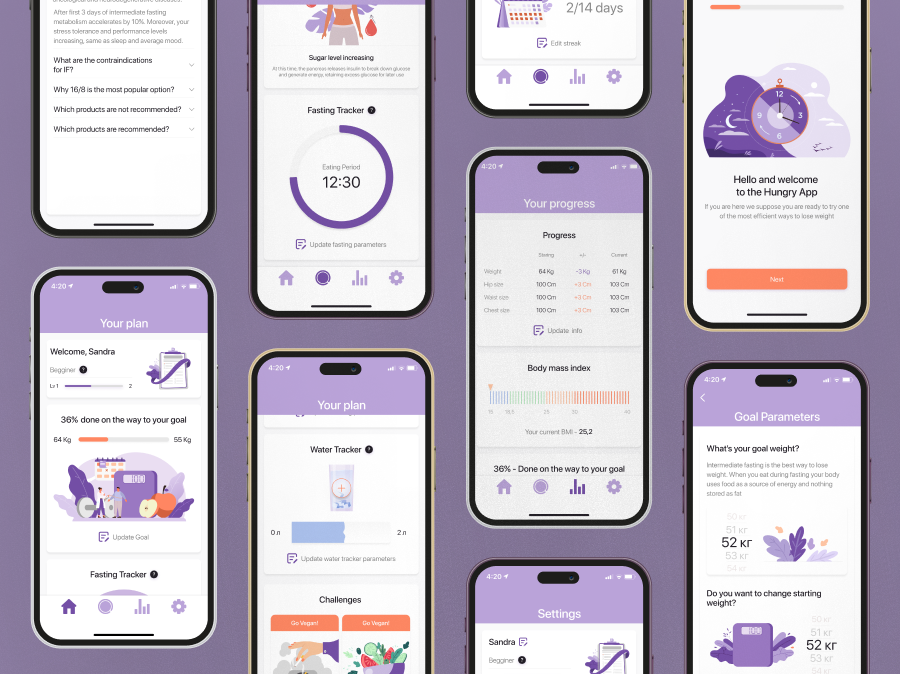 After first 3 days of intermediate fasting
metabolism accelerates by 10%. Moreover, your
stress tolerance and performance levels
increasing, same as sleep and average mood.
What are the contraindications
for IF?
Why 16/8 is the most popular option?
Which products are not recommended?
Which products are recommended?
4:20
Your plan
Welcome, Sandra
Begginer ?
Lv 1
2
36% done on the way to your goal
64 Kg
55 Kg
Update Goal
Fasting Tracker ?
Sugar level increasing
At this time, the pancreas releases insulin to break down glucose
and generate energy, retaining excess glucose for later use
Fasting Tracker ?
Eating Period
12:30
Update fasting parameters
4:20
Your plan
Water Tracker ?
0 л
2 л
Update water tracker parameters
Challenges
Go Vegan!
Go Vegan!
2/14 days
Edit streak
4:20
Your progress
Progress
Starting +/- Current
Weight 64 Kg -3 Kg 61 Kg
Hip size 100 Cm +3 Cm 103 Cm
Waist size 100 Cm +3 Cm 103 Cm
Chest size 100 Cm +3 Cm 103 Cm
Update info
Body mass index
15 18,5 25 30 40
Your current BMI - 25,2
36% - Done on the way to your goal
4:20
Settings
Sandra
Begginer ?
12
9
3
6
Hello and welcome
to the Hungry App
If you are here we suppose you are ready to try one
of the most efficient ways to lose weight
Next
4:20
Goal Parameters
What's your goal weight?
Intermediate fasting is the best way to lose
weight. When you eat during fasting your body
uses food as a source of energy and nothing
stored as fat
50 кг
51 кг
52 кг
53 кг
54 кг
Do you want to change starting
weight?
50 кг
51 кг
52 кг
53 кг
54 кг